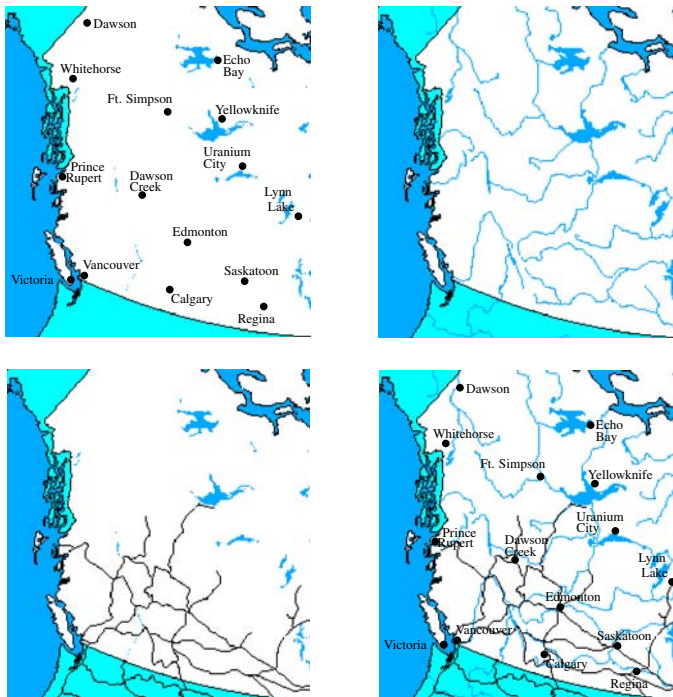 Dawson
Echo
Bay
Whitehorse
Ft. Simpson
Yellowknife
Uranium
City
Prince
Rupert
Dawson
Creek
Lynn
Lake
Edmonton
Vancouver
Victoria
Saskatoon
Calgary
Regina
Dawson
Echo
Bay
Whitehorse
Ft. Simpson
Yellowknife
Uranium
City
Prince
Rupert
Dawson
Creek
Lynn
Lake
Edmonton
Vancouver
Victoria
Saskatoon
Calgary
Regina